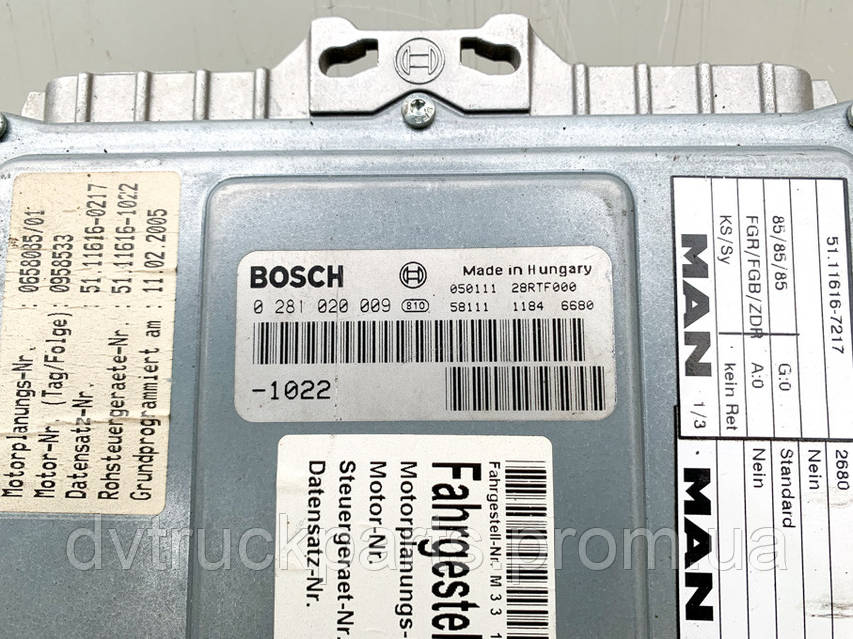 Motorplanungs-Nr. : 0658085/01
Motor-Nr. (Tag/Folge): 0958533
Datensatz-Nr. : 51.11616-0217
Rohsteuergeraete-Nr. : 51.11616-1022
Grundprogrammiert am : 11.02.2005
BOSCH Made in Hungary
050111 28RTF000
0 281 020 009 810 58111 1184 6680
-1022
Fahrgestel
Fahrgestell-Nr. M 3 3
Motorplanungs-
Motor-Nr.
Steuergeraet-Nr.
Datensatz-Nr.
51.11616-7217
85/85/85 G:0
FGR/FGB/ZDR A:0
KS/Sy kein Ret
MAN 1/3
2680
Nein
Standard
Nein
MAN
dvtruckparts.prom.ua